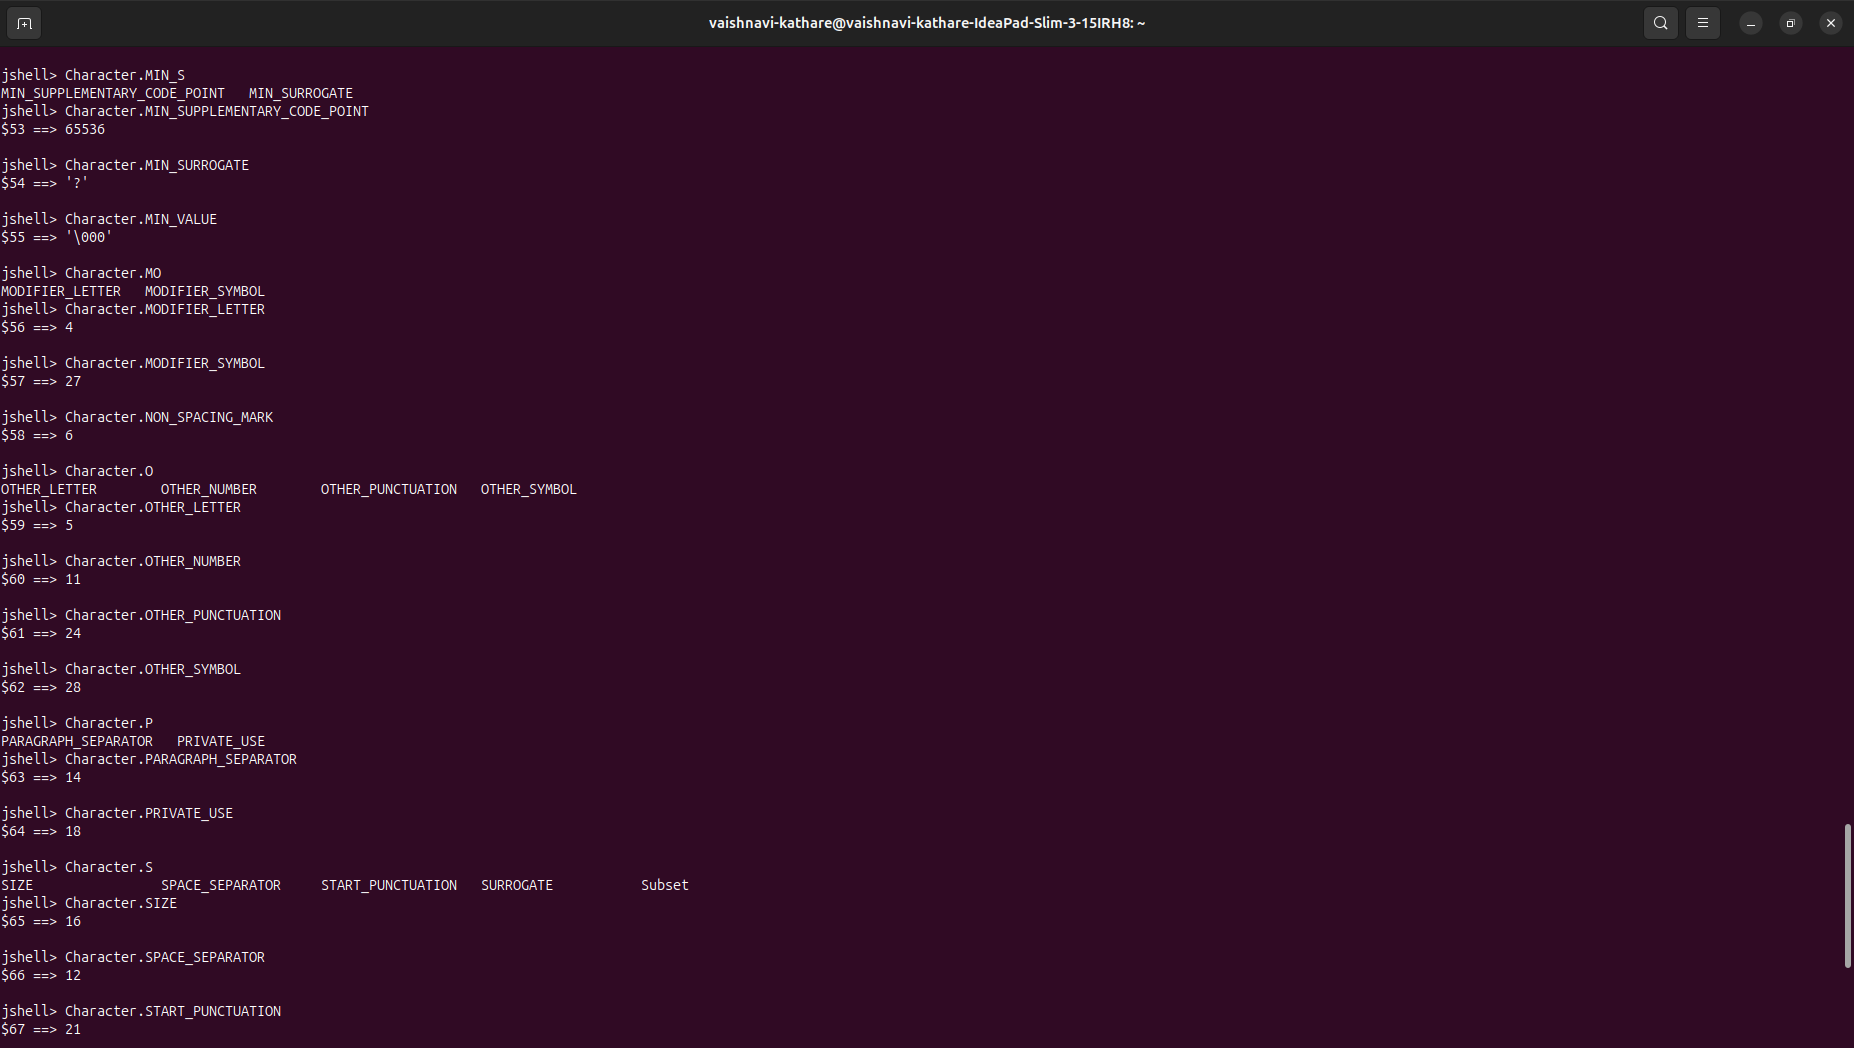 vaishnavi-kathare@vaishnavi-kathare-IdeaPad-Slim-3-15IRH8: ~
jshell> Character.MIN_S
MIN_SUPPLEMENTARY_CODE_POINT   MIN_SURROGATE
jshell> Character.MIN_SUPPLEMENTARY_CODE_POINT
$53 ==> 65536
jshell> Character.MIN_SURROGATE
$54 ==> '?'
jshell> Character.MIN_VALUE
$55 ==> '\000'
jshell> Character.MO
MODIFIER_LETTER   MODIFIER_SYMBOL
jshell> Character.MODIFIER_LETTER
$56 ==> 4
jshell> Character.MODIFIER_SYMBOL
$57 ==> 27
jshell> Character.NON_SPACING_MARK
$58 ==> 6
jshell> Character.O
OTHER_LETTER        OTHER_NUMBER        OTHER_PUNCTUATION   OTHER_SYMBOL
jshell> Character.OTHER_LETTER
$59 ==> 5
jshell> Character.OTHER_NUMBER
$60 ==> 11
jshell> Character.OTHER_PUNCTUATION
$61 ==> 24
jshell> Character.OTHER_SYMBOL
$62 ==> 28
jshell> Character.P
PARAGRAPH_SEPARATOR   PRIVATE_USE
jshell> Character.PARAGRAPH_SEPARATOR
$63 ==> 14
jshell> Character.PRIVATE_USE
$64 ==> 18
jshell> Character.S
SIZE                SPACE_SEPARATOR     START_PUNCTUATION   SURROGATE           Subset
jshell> Character.SIZE
$65 ==> 16
jshell> Character.SPACE_SEPARATOR
$66 ==> 12
jshell> Character.START_PUNCTUATION
$67 ==> 21